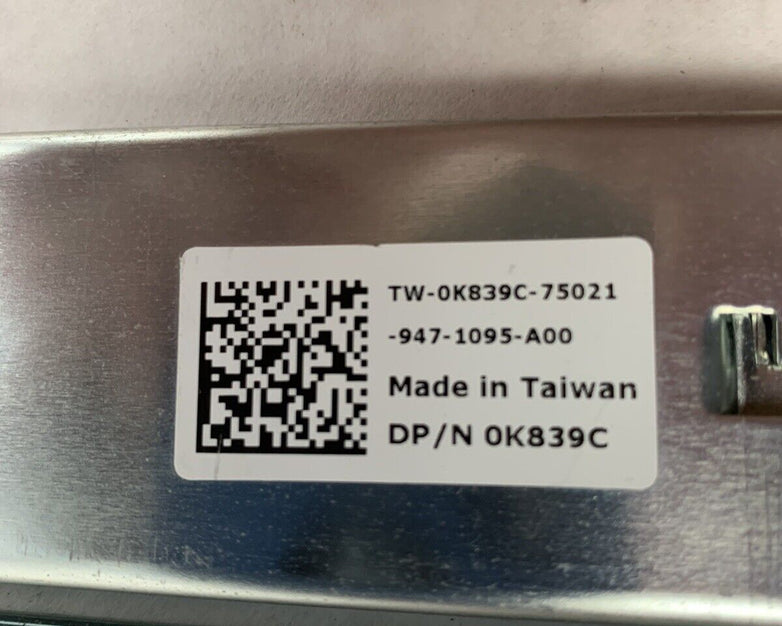 TW-0K839C-75021
-947-1095-A00
Made in Taiwan
DP/N 0K839C